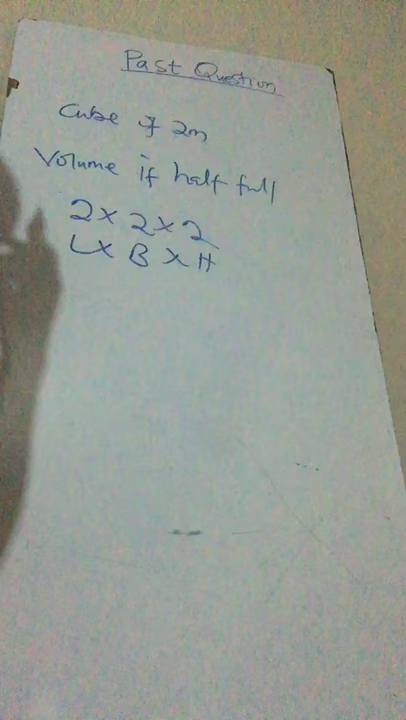 Past Question
Cube of 2m
Volume if half full
2 x 2 x 2
L x B x H